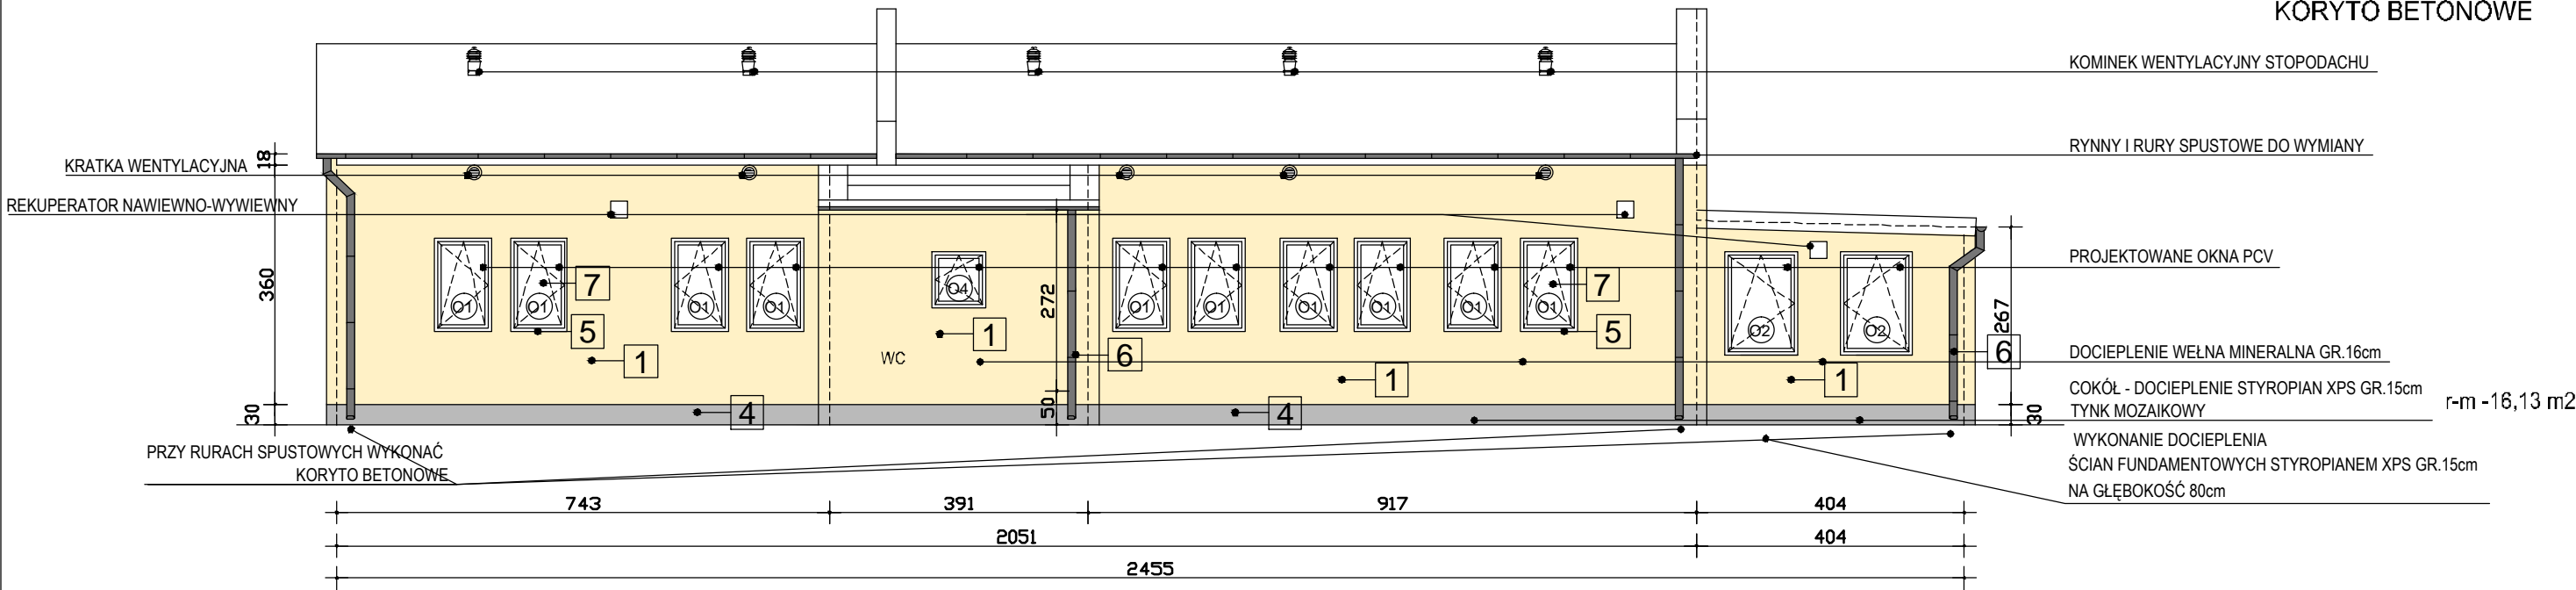 KORYTO BETONOWE
KOMINEK WENTYLACYJNY STOPODACHU
RYNNY I RURY SPUSTOWE DO WYMIANY
18
KRATKA WENTYLACYJNA
REKUPERATOR NAWIEWNO-WYWIEWNY
PROJEKTOWANE OKNA PCV
360
7
O4
272
7
267
O1
O1
O1
O1
O1
O1
O1
O1
O1
O1
O2
O2
5
1
5
1
WC
6
6
DOCIEPLENIE WEŁNA MINERALNA GR.16cm
1
1
COKÓŁ - DOCIEPLENIE STYROPIAN XPS GR.15cm
r-m -16,13 m2
30
4
50
4
TYNK MOZAIKOWY
30
PRZY RURACH SPUSTOWYCH WYKONAĆ
KORYTO BETONOWE
WYKONANIE DOCIEPLENIA
ŚCIAN FUNDAMENTOWYCH STYROPIANEM XPS GR.15cm
NA GŁĘBOKOŚĆ 80cm
743
391
917
404
2051
404
2455